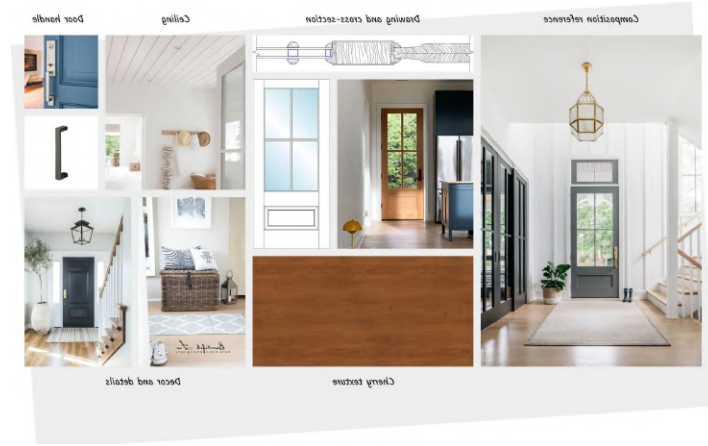 Door handle
Ceiling
Drawing and cross-section
Composition reference
Decor and details
Cherry texture